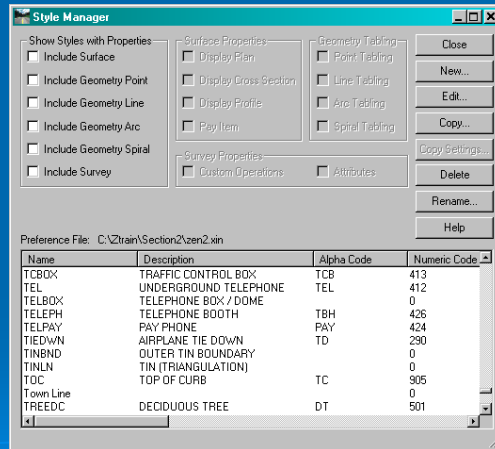 Style Manager
Show Styles with Properties
Include Surface
Include Geometry Point
Include Geometry Line
Include Geometry Arc
Include Geometry Spiral
Include Survey
Surface Properties
Display Plan
Display Cross Section
Display Profile
Pay Item
Geometry Tabling
Point Tabling
Line Tabling
Arc Tabling
Spiral Tabling
Survey Properties
Custom Operations Attributes
Close
New...
Edit...
Copy...
Copy Settings...
Delete
Rename...
Help
Preference File: C:\Ztrain\Section2\zen2.xin
Name Description Alpha Code Numeric Code
TCBOX TRAFFIC CONTROL BOX TCB 413
TEL UNDERGROUND TELEPHONE TEL 412
TELBOX TELEPHONE BOX / DOME 0
TELEPH TELEPHONE BOOTH TBH 426
TELPAY PAY PHONE PAY 424
TIEDWN AIRPLANE TIE DOWN TD 290
TINBND OUTER TIN BOUNDARY 0
TINLN TIN (TRIANGULATION) 0
TOC TOP OF CURB TC 905
Town Line 0
TREEDC DECIDUOUS TREE DT 501